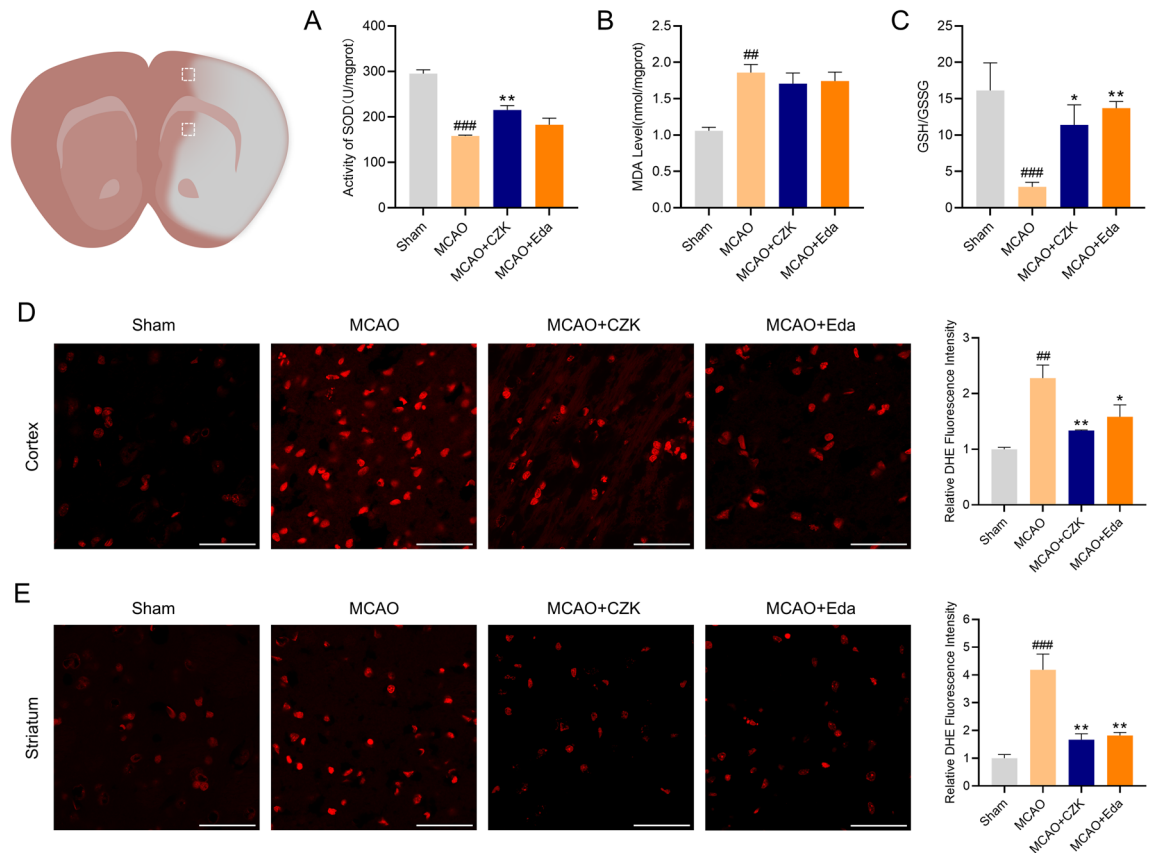 A
Activity of SOD (U/mgprot)
400
300
200
100
0
###
**
Sham
MCAO
MCAO+CZK
MCAO+Eda
B
MDA Level(nmol/mgprot)
2.5
2.0
1.5
1.0
0.5
0.0
##
Sham
MCAO
MCAO+CZK
MCAO+Eda
C
GSH/GSSG
25
20
15
10
5
0
###
*
**
Sham
MCAO
MCAO+CZK
MCAO+Eda
D
Sham
MCAO
MCAO+CZK
MCAO+Eda
Cortex
Relative DHE Fluorescence Intensity
3
2
1
0
##
**
*
Sham
MCAO
MCAO+CZK
MCAO+Eda
E
Sham
MCAO
MCAO+CZK
MCAO+Eda
Striatum
Relative DHE Fluorescence Intensity
6
5
4
3
2
1
0
###
**
**
Sham
MCAO
MCAO+CZK
MCAO+Eda